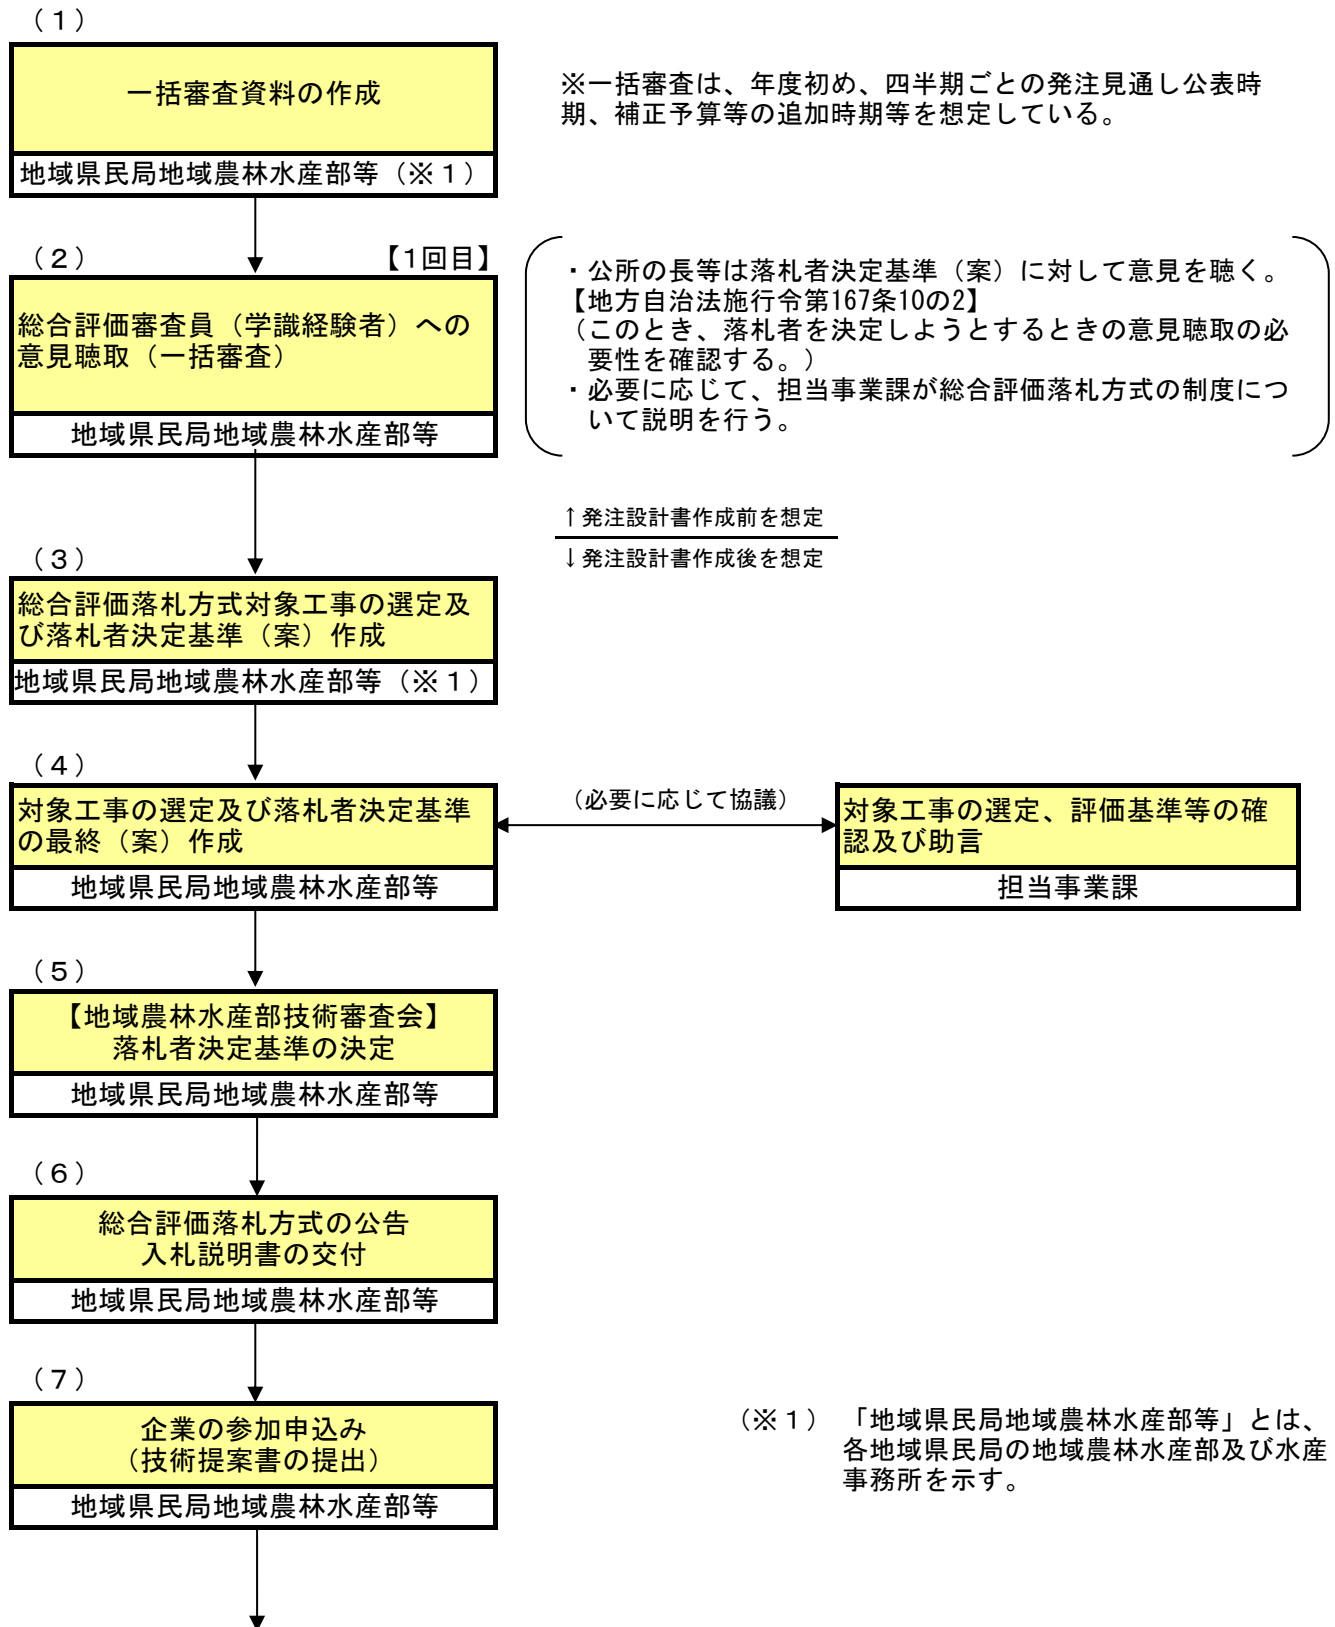 （１）
一括審査資料の作成
地域県民局地域農林水産部等（※１）
※一括審査は、年度初め、四半期ごとの発注見通し公表時
期、補正予算等の追加時期等を想定している。
（２）
【1回目】
総合評価審査員（学識経験者）への
意見聴取（一括審査）
地域県民局地域農林水産部等
・公所の長等は落札者決定基準（案）に対して意見を聴く。
【地方自治法施行令第167条10の2】
（このとき、落札者を決定しようとするときの意見聴取の必
要性を確認する。）
・必要に応じて、担当事業課が総合評価落札方式の制度につ
いて説明を行う。
↑発注設計書作成前を想定
↓発注設計書作成後を想定
（３）
総合評価落札方式対象工事の選定及
び落札者決定基準（案）作成
地域県民局地域農林水産部等（※１）
（４）
対象工事の選定及び落札者決定基準
の最終（案）作成
地域県民局地域農林水産部等
（必要に応じて協議）
対象工事の選定、評価基準等の確
認及び助言
担当事業課
（５）
【地域農林水産部技術審査会】
落札者決定基準の決定
地域県民局地域農林水産部等
（６）
総合評価落札方式の公告
入札説明書の交付
地域県民局地域農林水産部等
（７）
企業の参加申込み
（技術提案書の提出）
地域県民局地域農林水産部等
（※１）　「地域県民局地域農林水産部等」とは、
各地域県民局の地域農林水産部及び水産
事務所を示す。